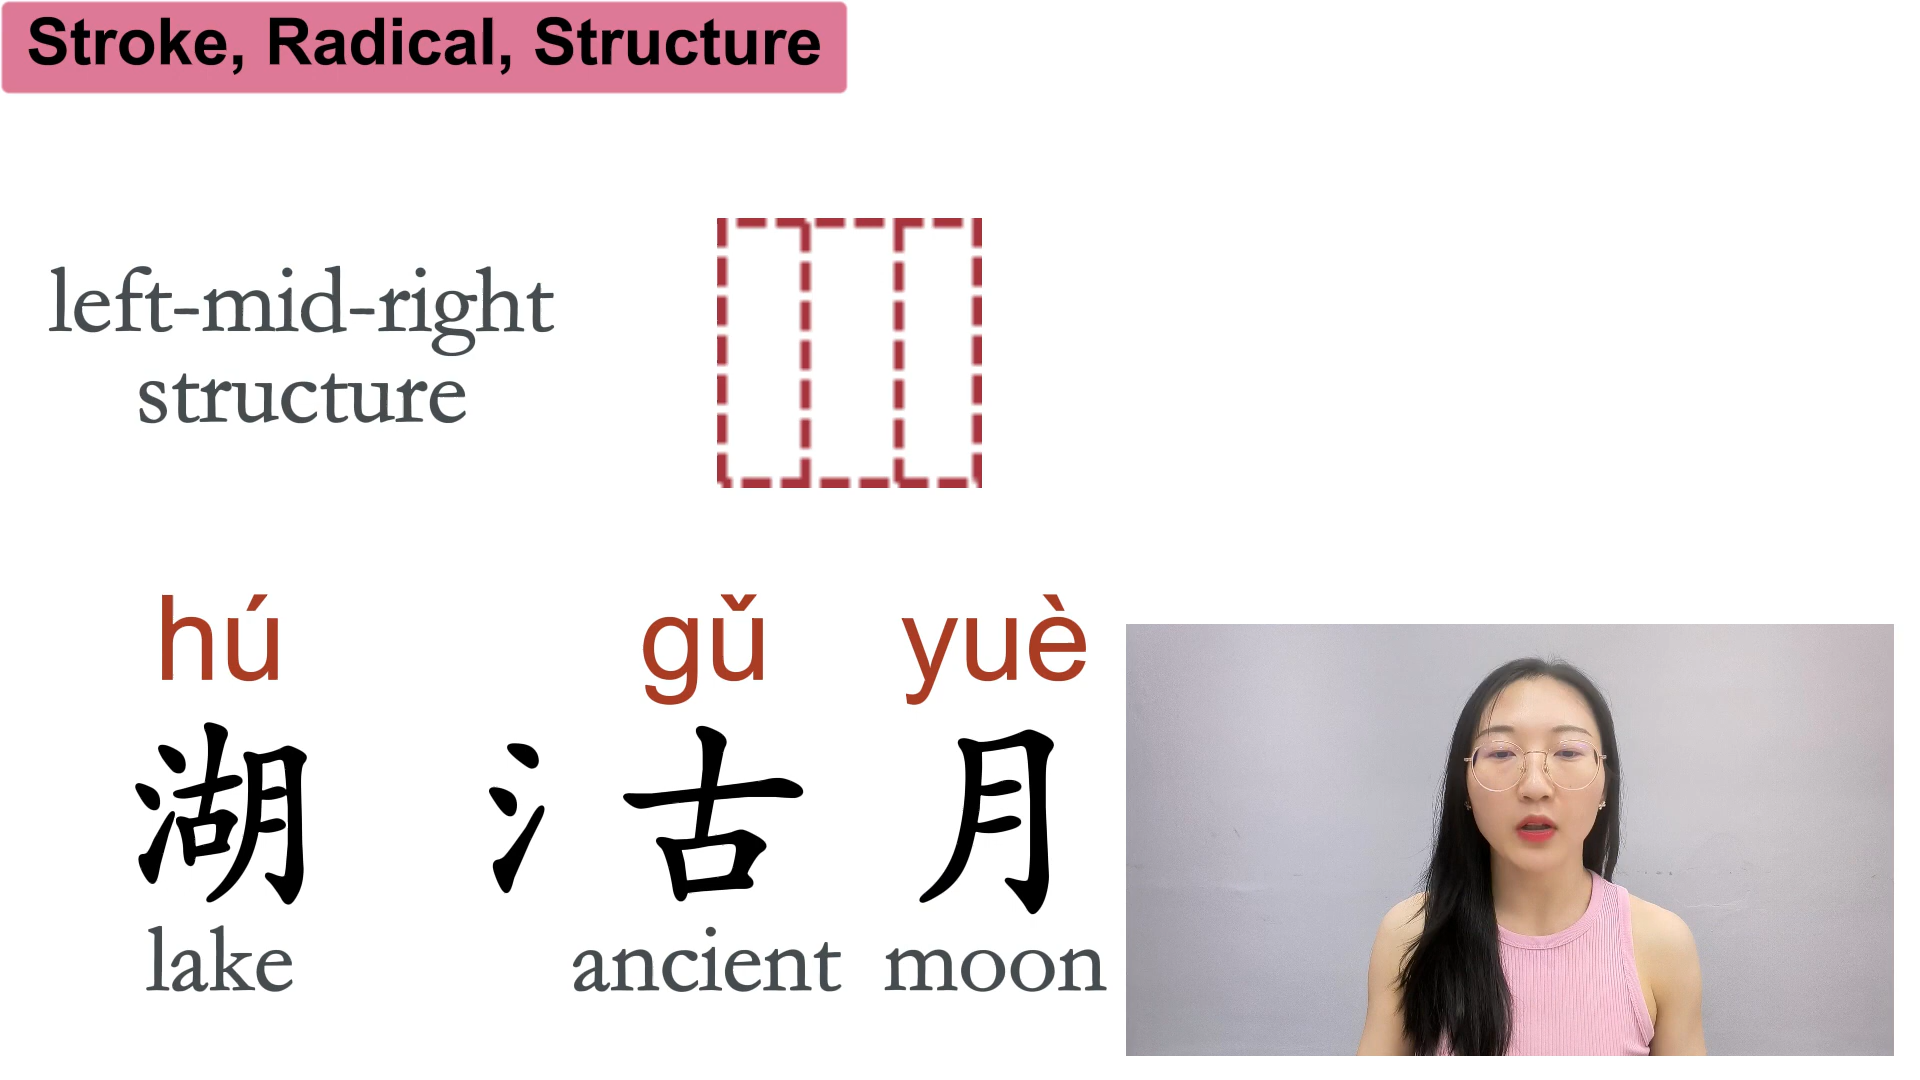 Stroke, Radical, Structure
left-mid-right
structure
hú gǔ yuè
湖 氵 古 月
lake ancient moon